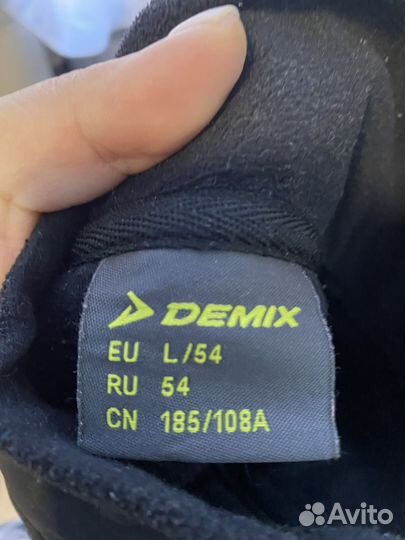 DEMIX
EU L/54
RU 54
CN 185/108A
Avito